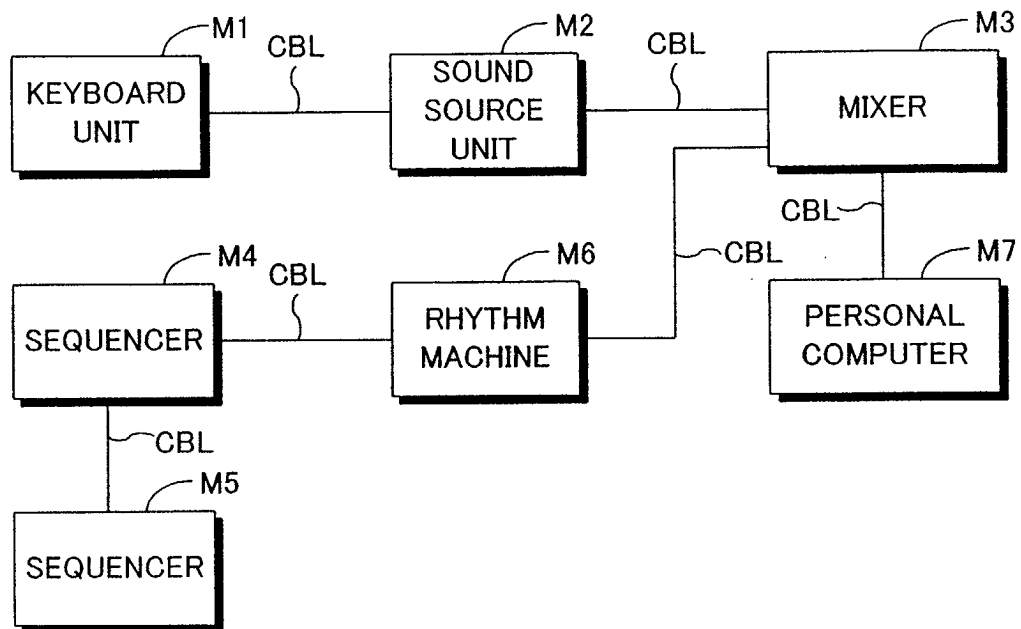 M1
CBL
M2
CBL
M3
KEYBOARD
UNIT
SOUND
SOURCE
UNIT
MIXER
M4
CBL
M6
CBL
CBL
M7
SEQUENCER
RHYTHM
MACHINE
PERSONAL
COMPUTER
CBL
M5
SEQUENCER